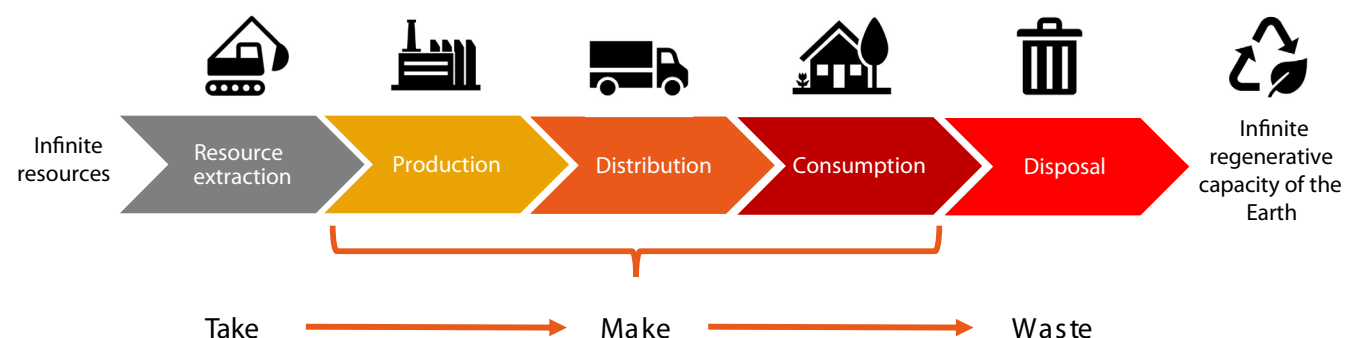 Infinite
resources
Resource
extraction
Production
Distribution
Consumption
Disposal
Infinite
regenerative
capacity of the
Earth
Take
Make
Waste